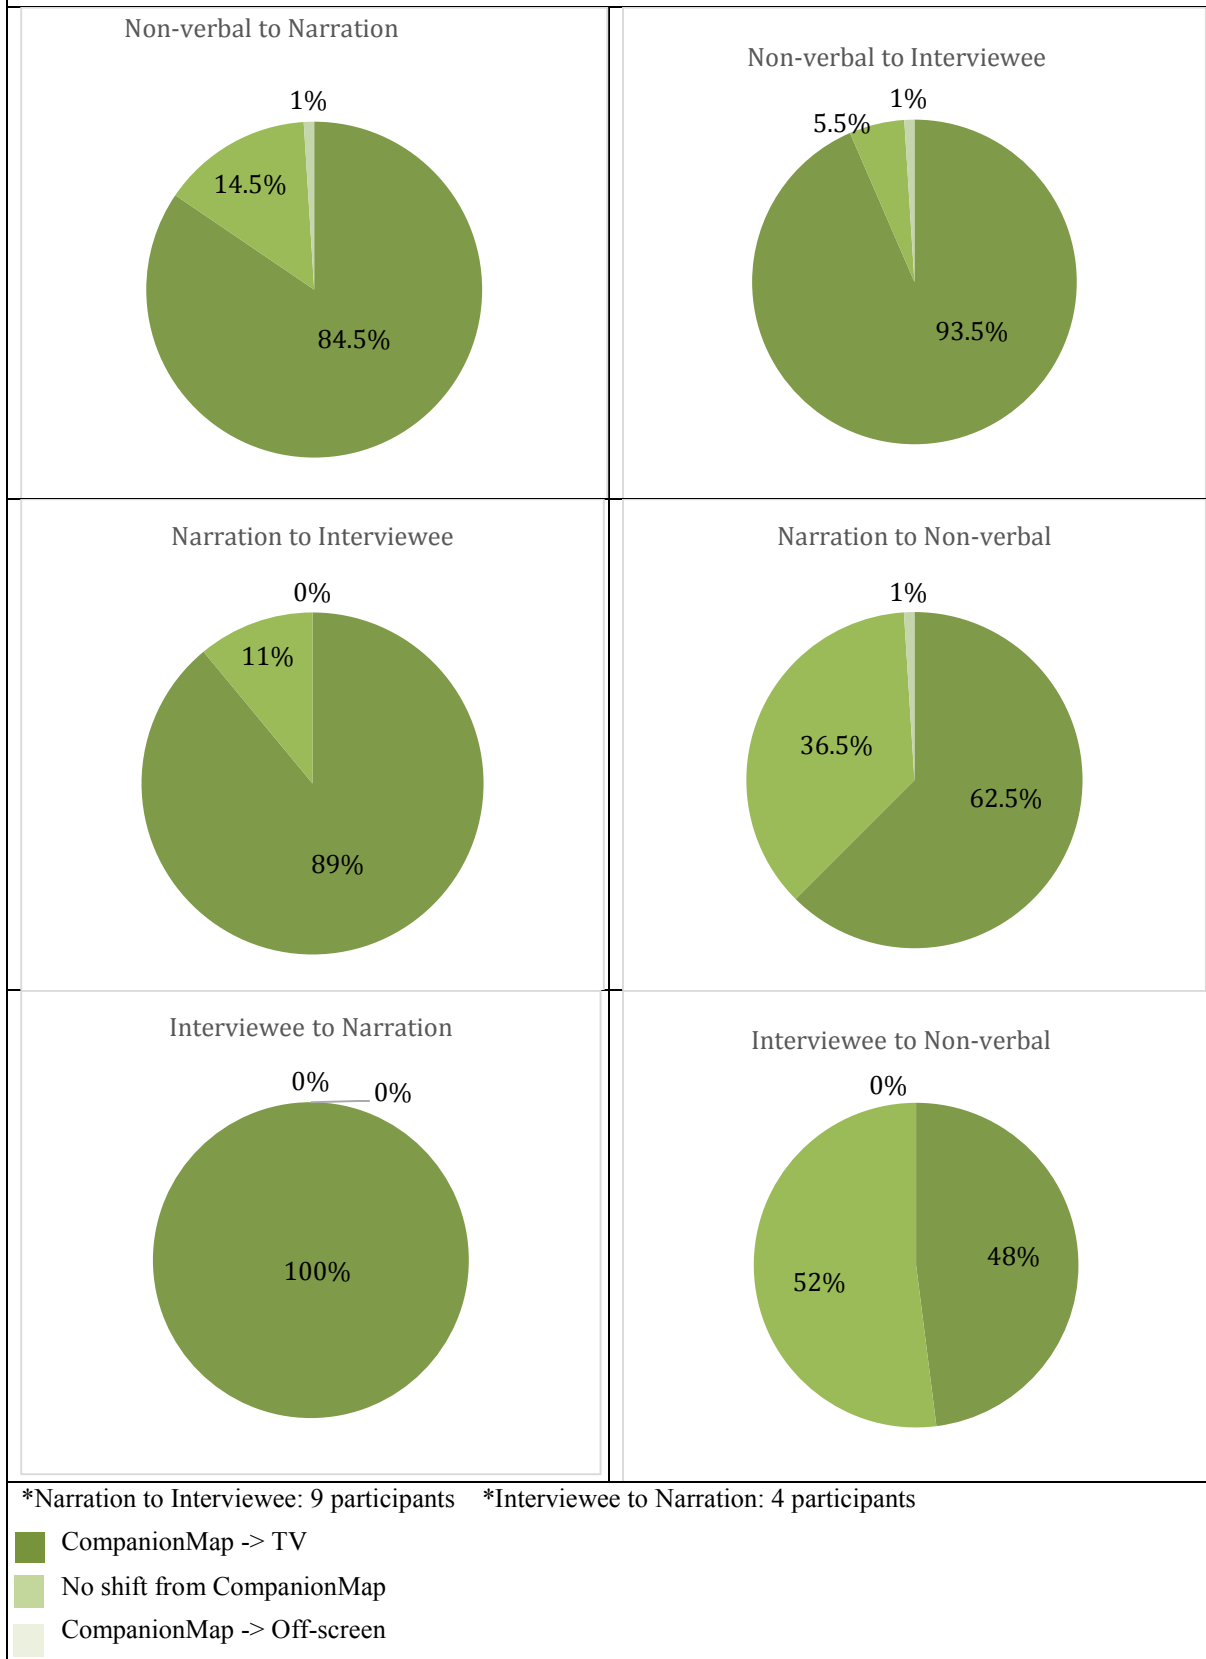 Non-verbal to Narration
1%
14.5%
84.5%
Non-verbal to Interviewee
1%
5.5%
93.5%
Narration to Interviewee
0%
11%
89%
Narration to Non-verbal
1%
36.5%
62.5%
Interviewee to Narration
0%
0%
100%
Interviewee to Non-verbal
0%
52%
48%
*Narration to Interviewee: 9 participants *Interviewee to Narration: 4 participants
CompanionMap -> TV
No shift from CompanionMap
CompanionMap -> Off-screen